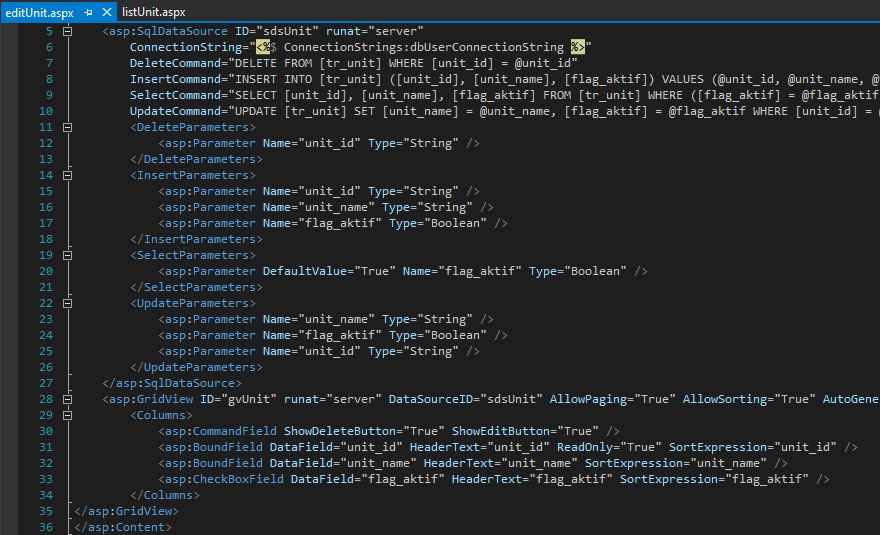 editUnit.aspx listUnit.aspx
5 <asp:SqlDataSource ID="sdsUnit" runat="server"
6 ConnectionString="<%$ ConnectionStrings:dbUserConnectionString %>"
7 DeleteCommand="DELETE FROM [tr_unit] WHERE [unit_id] = @unit_id"
8 InsertCommand="INSERT INTO [tr_unit] ([unit_id], [unit_name], [flag_aktif]) VALUES (@unit_id, @unit_name, @
9 SelectCommand="SELECT [unit_id], [unit_name], [flag_aktif] FROM [tr_unit] WHERE ([flag_aktif] = @flag_aktif
10 UpdateCommand="UPDATE [tr_unit] SET [unit_name] = @unit_name, [flag_aktif] = @flag_aktif WHERE [unit_id] = @
11 <DeleteParameters>
12 <asp:Parameter Name="unit_id" Type="String" />
13 </DeleteParameters>
14 <InsertParameters>
15 <asp:Parameter Name="unit_id" Type="String" />
16 <asp:Parameter Name="unit_name" Type="String" />
17 <asp:Parameter Name="flag_aktif" Type="Boolean" />
18 </InsertParameters>
19 <SelectParameters>
20 <asp:Parameter DefaultValue="True" Name="flag_aktif" Type="Boolean" />
21 </SelectParameters>
22 <UpdateParameters>
23 <asp:Parameter Name="unit_name" Type="String" />
24 <asp:Parameter Name="flag_aktif" Type="Boolean" />
25 <asp:Parameter Name="unit_id" Type="String" />
26 </UpdateParameters>
27 </asp:SqlDataSource>
28 <asp:GridView ID="gvUnit" runat="server" DataSourceID="sdsUnit" AllowPaging="True" AllowSorting="True" AutoGene
29 <Columns>
30 <asp:CommandField ShowDeleteButton="True" ShowEditButton="True" />
31 <asp:BoundField DataField="unit_id" HeaderText="unit_id" ReadOnly="True" SortExpression="unit_id" />
32 <asp:BoundField DataField="unit_name" HeaderText="unit_name" SortExpression="unit_name" />
33 <asp:CheckBoxField DataField="flag_aktif" HeaderText="flag_aktif" SortExpression="flag_aktif" />
34 </Columns>
35 </asp:GridView>
36 </asp:Content>